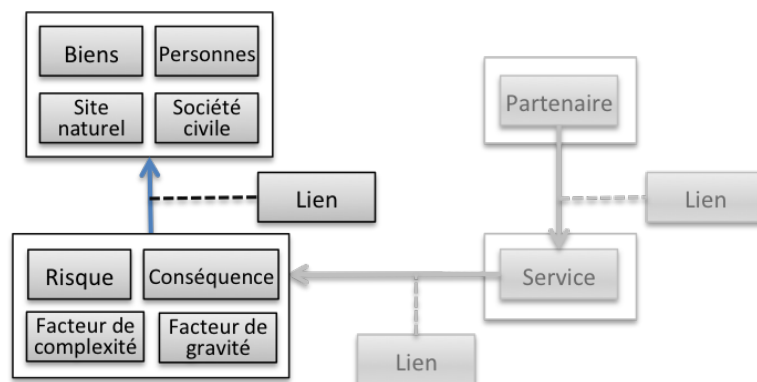 Biens
Personnes
Site
naturel
Société
civile
Partenaire
Lien
Lien
Risque
Conséquence
Facteur de
complexité
Facteur de
gravité
Service
Lien